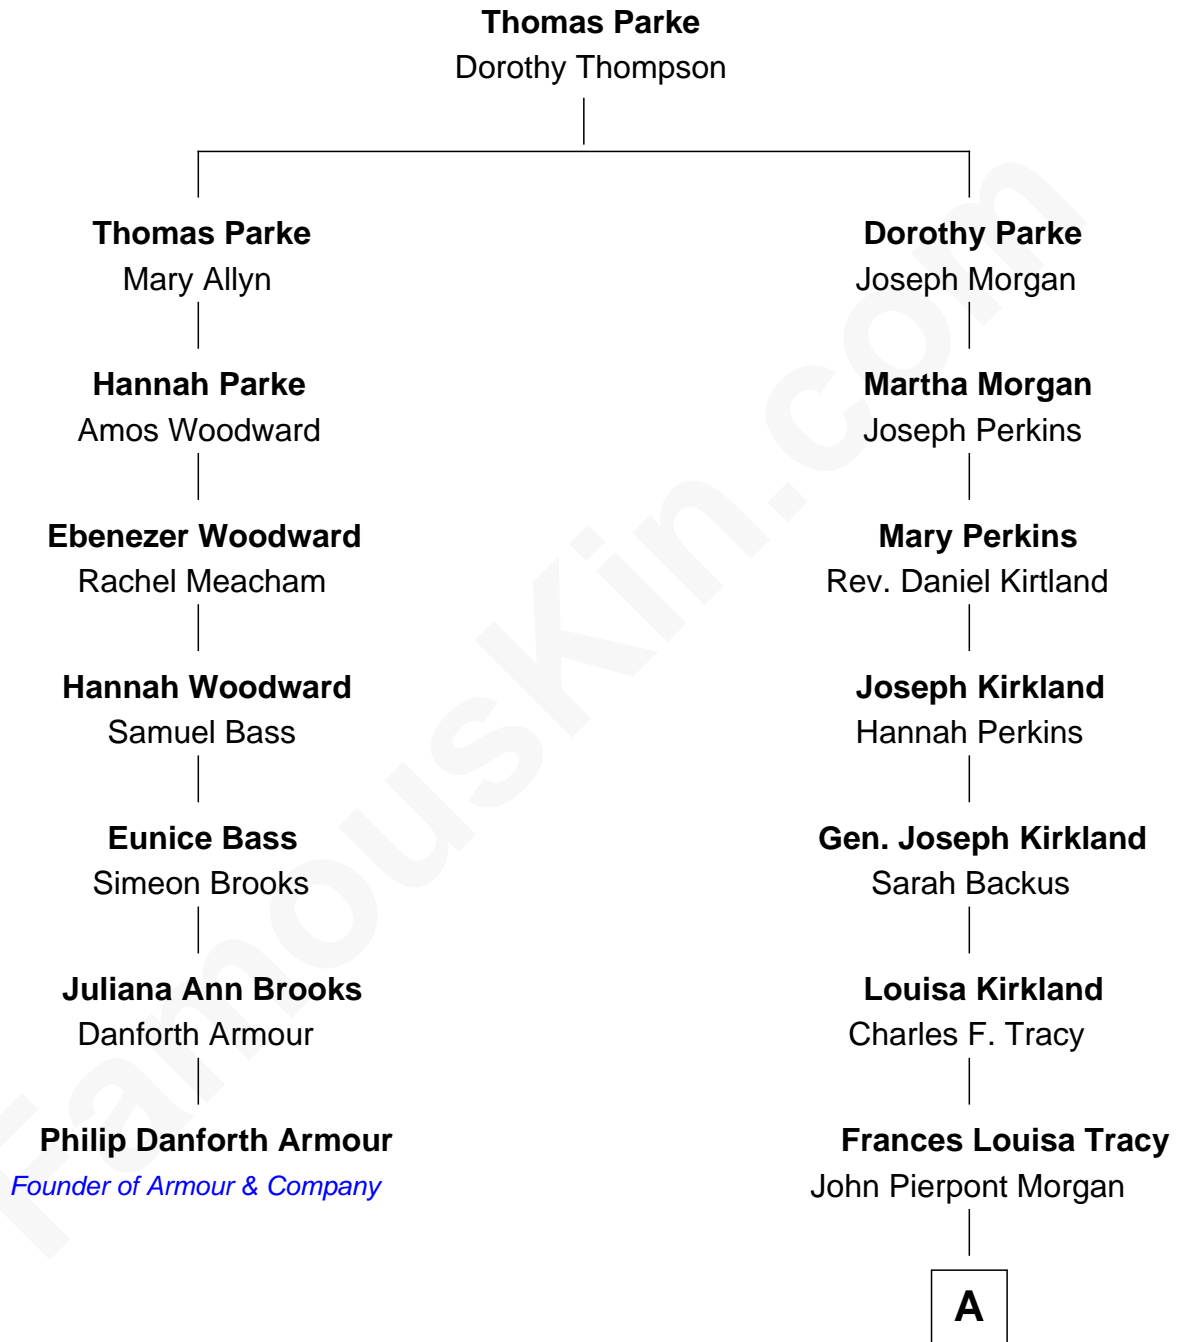 Thomas Parke
Dorothy Thompson
Thomas Parke
Mary Allyn
Hannah Parke
Amos Woodward
Ebenezer Woodward
Rachel Meacham
Hannah Woodward
Samuel Bass
Eunice Bass
Simeon Brooks
Juliana Ann Brooks
Danforth Armour
Philip Danforth Armour
Founder of Armour & Company
Dorothy Parke
Joseph Morgan
Martha Morgan
Joseph Perkins
Mary Perkins
Rev. Daniel Kirtland
Joseph Kirkland
Hannah Perkins
Gen. Joseph Kirkland
Sarah Backus
Louisa Kirkland
Charles F. Tracy
Frances Louisa Tracy
John Pierpont Morgan
A
FamousKin.com